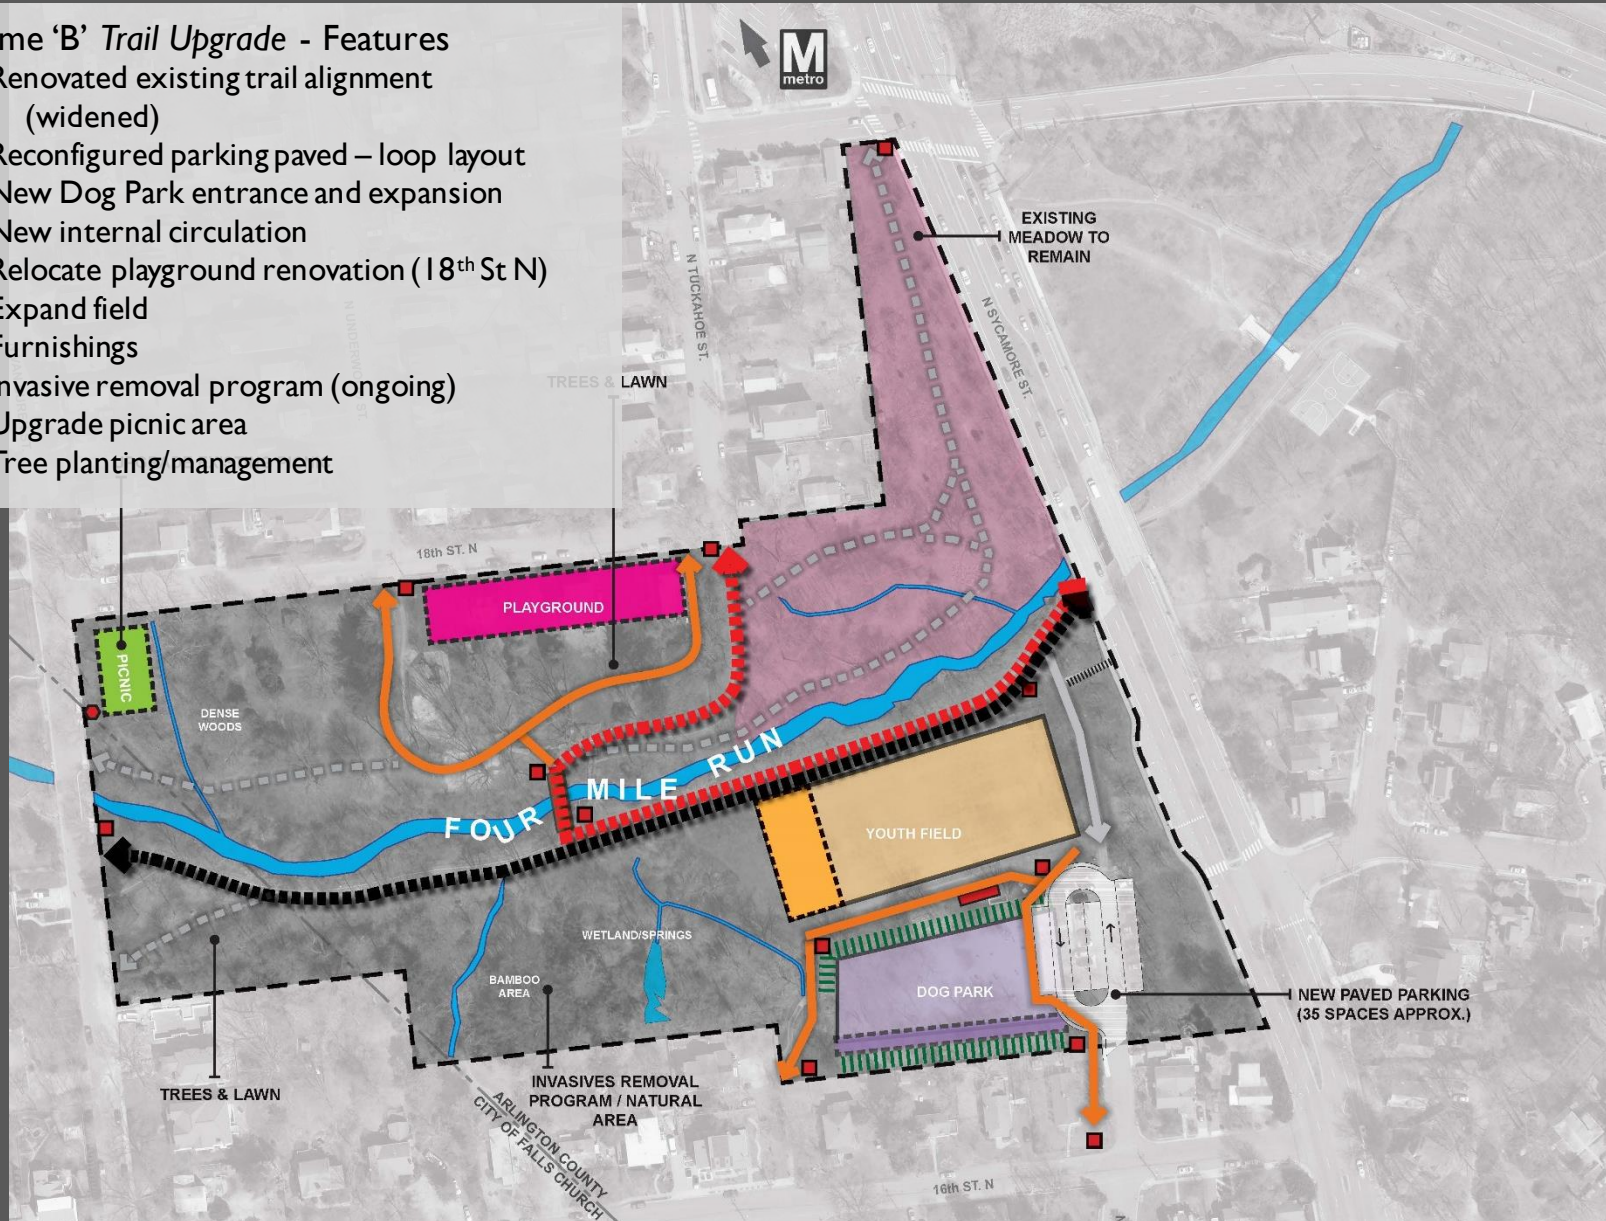 me ‘B’ Trail Upgrade - Features
Renovated existing trail alignment
(widened)
Reconfigured parking paved – loop layout
New Dog Park entrance and expansion
New internal circulation
Relocate playground renovation (18th St N)
Expand field
Furnishings
Invasive removal program (ongoing)
Upgrade picnic area
Tree planting/management
M
metro
EXISTING
MEADOW TO
REMAIN
N TUCKAHOE ST.
N SYCAMORE ST.
N UNDERWOOD ST.
TREES & LAWN
18th ST. N
PLAYGROUND
PICNIC
DENSE
WOODS
FOUR MILE RUN
YOUTH FIELD
WETLAND/SPRINGS
BAMBOO
AREA
DOG PARK
NEW PAVED PARKING
(35 SPACES APPROX.)
TREES & LAWN
INVASIVES REMOVAL
PROGRAM / NATURAL
AREA
ARLINGTON COUNTY
CITY OF FALLS CHURCH
16th ST. N
N